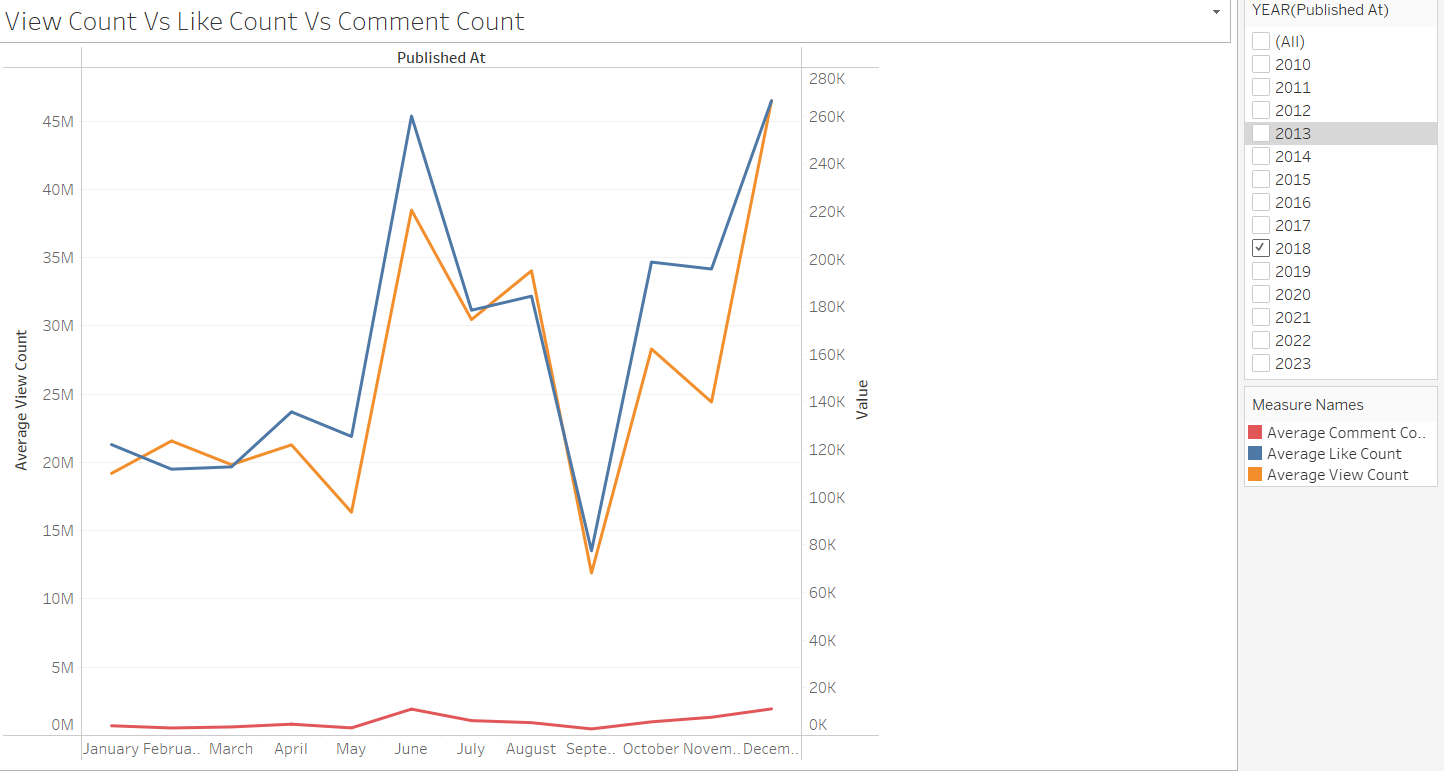 View Count Vs Like Count Vs Comment Count
Published At
45M
40M
35M
30M
25M
20M
15M
10M
5M
0M
Average View Count
280K
260K
240K
220K
200K
180K
160K
140K
120K
100K
80K
60K
40K
20K
0K
Value
January Februa.. March April May June July August Septe.. October Novem.. Decem..
YEAR(Published At)
(All)
2010
2011
2012
2013
2014
2015
2016
2017
2018
2019
2020
2021
2022
2023
Measure Names
Average Comment Co..
Average Like Count
Average View Count